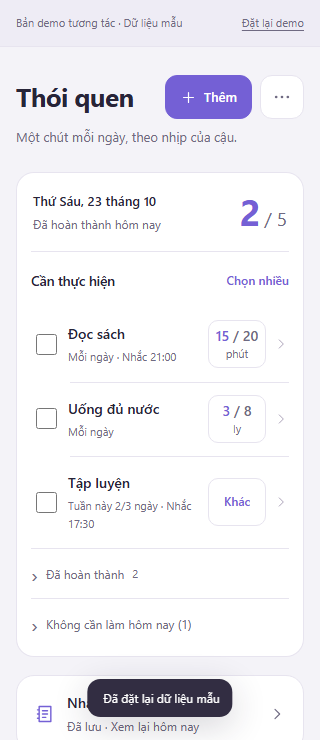 Bản demo tương tác · Dữ liệu mẫu
Đặt lại demo
Thói quen
+ Thêm
...
Một chút mỗi ngày, theo nhịp của cậu.
Thứ Sáu, 23 tháng 10
Đã hoàn thành hôm nay
2 / 5
Cần thực hiện
Chọn nhiều
Đọc sách
Mỗi ngày · Nhắc 21:00
15 / 20
phút
Uống đủ nước
Mỗi ngày
3 / 8
ly
Tập luyện
Tuần này 2/3 ngày · Nhắc
17:30
Khác
Đã hoàn thành 2
Không cần làm hôm nay (1)
Đã đặt lại dữ liệu mẫu
Đã lưu · Xem lại hôm nay